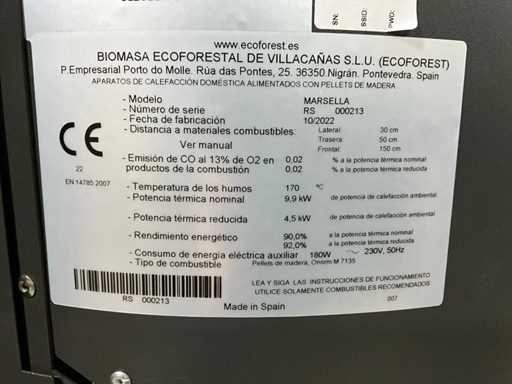 SN:
SSID:
PWD:
www.ecoforest.es
BIOMASA ECOFORESTAL DE VILLACAÑAS S.L.U. (ECOFOREST)
P.Empresarial Porto do Molle. Rúa das Pontes, 25. 36350.Nigrán. Pontevedra. Spain
APARATOS DE CALEFACCIÓN DOMÉSTICA ALIMENTADOS CON PELLETS DE MADERA
- Modelo MARSELLA
- Número de serie RS 000213
- Fecha de fabricación 10/2022
- Distancia a materiales combustibles: Lateral: 30 cm
Ver manual Trasera: 50 cm
Frontal: 150 cm
CE
22
EN 14785:2007
- Emisión de CO al 13% de O2 en 0,02 % a la potencia térmica nominal
productos de la combustión 0,02 % a la potencia térmica reducida
- Temperatura de los humos 170 ºC
- Potencia térmica nominal 9,9 kW de calefacción ambiental
- Potencia térmica reducida 4,5 kW de calefacción ambiental
- Rendimiento energético 90,0% a la potencia térmica nominal
92,0% a la potencia térmica reducida
- Consumo de energia eléctrica auxiliar 180W ~ 230V, 50Hz
- Tipo de combustible Pellets de madera, Onorm M 7135
RS 000213
LEA Y SIGA LAS INSTRUCCIONES DE FUNCIONAMIENTO
UTILICE SOLAMENTE COMBUSTIBLES RECOMENDADOS
Made in Spain
007